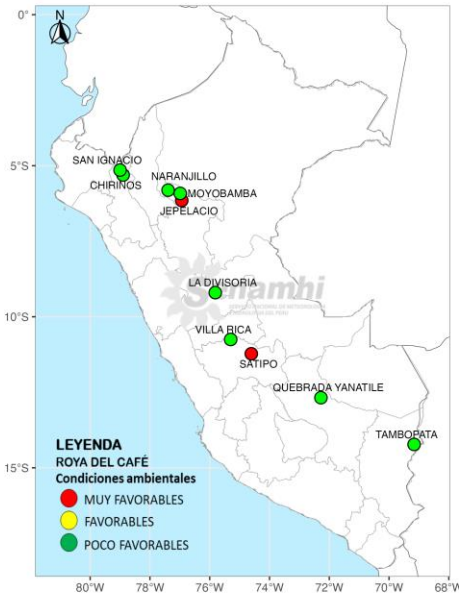 N
0°
SAN IGNACIO
NARANJILLO
5°S
CHIRINOS
MOYOBAMBA
JEPELACIO
LA DIVISORIA
Senamhi
10°S
VILLA RICA
SATIPO
QUEBRADA YANATILE
TAMBOPATA
LEYENDA
ROYA DEL CAFÉ
15°S
Condiciones ambientales
MUY FAVORABLES
FAVORABLES
POCO FAVORABLES
80°W 78°W 76°W 74°W 72°W 70°W 68°W